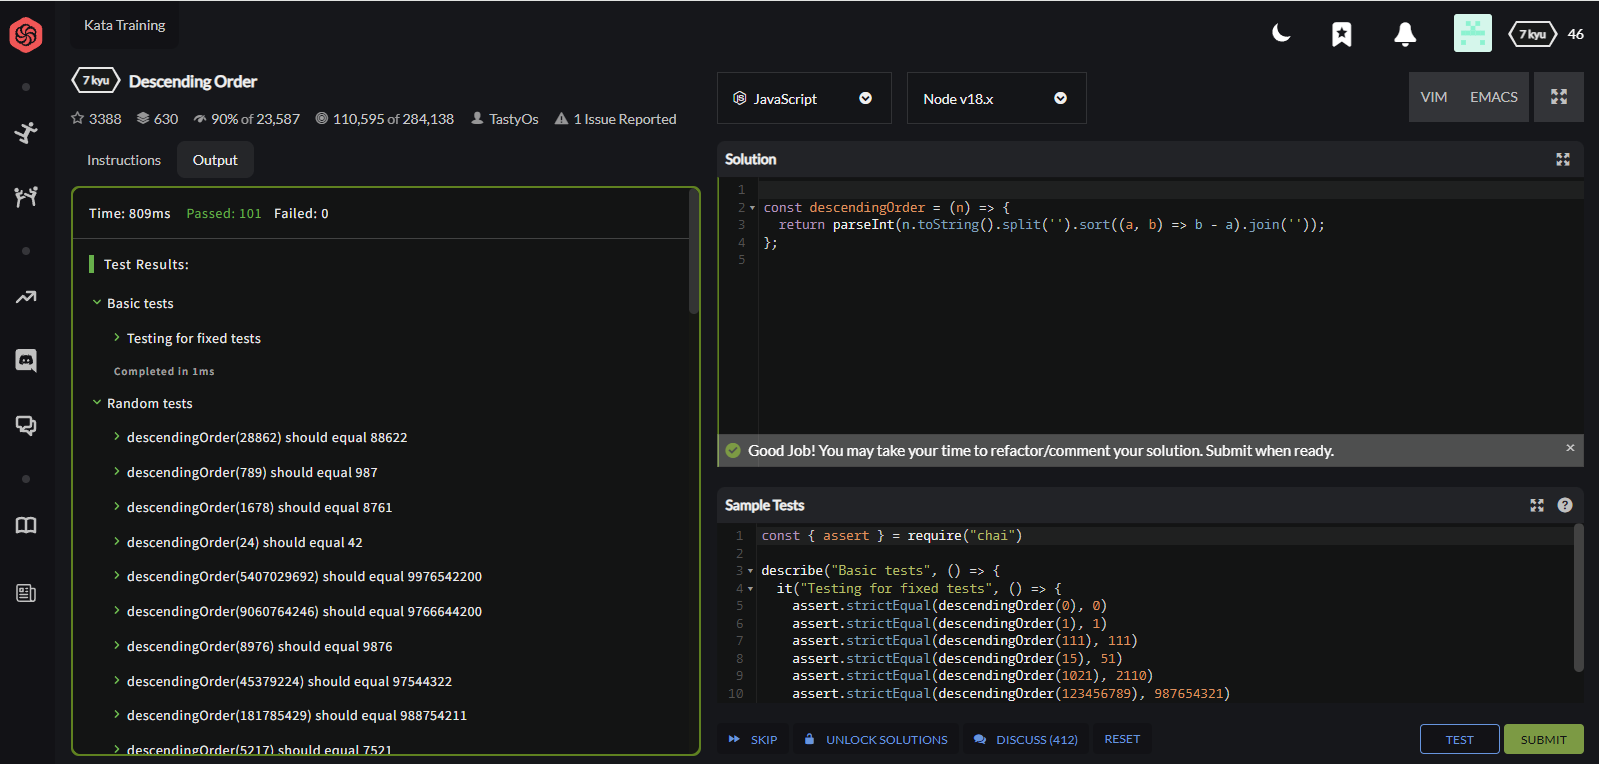 Kata Training
7 kyu
46
7 kyu Descending Order
3388 630 90% of 23,587 110,595 of 284,138 TastyOs 1 Issue Reported
JavaScript
Node v18.x
VIM EMACS
Instructions Output
Time: 809ms Passed: 101 Failed: 0
Test Results:
Basic tests
Testing for fixed tests
Completed in 1ms
Random tests
descendingOrder(28862) should equal 88622
descendingOrder(789) should equal 987
descendingOrder(1678) should equal 8761
descendingOrder(24) should equal 42
descendingOrder(5407029692) should equal 9976542200
descendingOrder(9060764246) should equal 9766644200
descendingOrder(8976) should equal 9876
descendingOrder(45379224) should equal 97544322
descendingOrder(181785429) should equal 988754211
descendingOrder(5217) should equal 7521
Solution
1
2 const descendingOrder = (n) => {
3 return parseInt(n.toString().split('').sort((a, b) => b - a).join(''));
4 };
5
Good Job! You may take your time to refactor/comment your solution. Submit when ready.
Sample Tests
1 const { assert } = require("chai")
2
3 describe("Basic tests", () => {
4 it("Testing for fixed tests", () => {
5 assert.strictEqual(descendingOrder(0), 0)
6 assert.strictEqual(descendingOrder(1), 1)
7 assert.strictEqual(descendingOrder(111), 111)
8 assert.strictEqual(descendingOrder(15), 51)
9 assert.strictEqual(descendingOrder(1021), 2110)
10 assert.strictEqual(descendingOrder(123456789), 987654321)
SKIP UNLOCK SOLUTIONS DISCUSS (412) RESET TEST SUBMIT